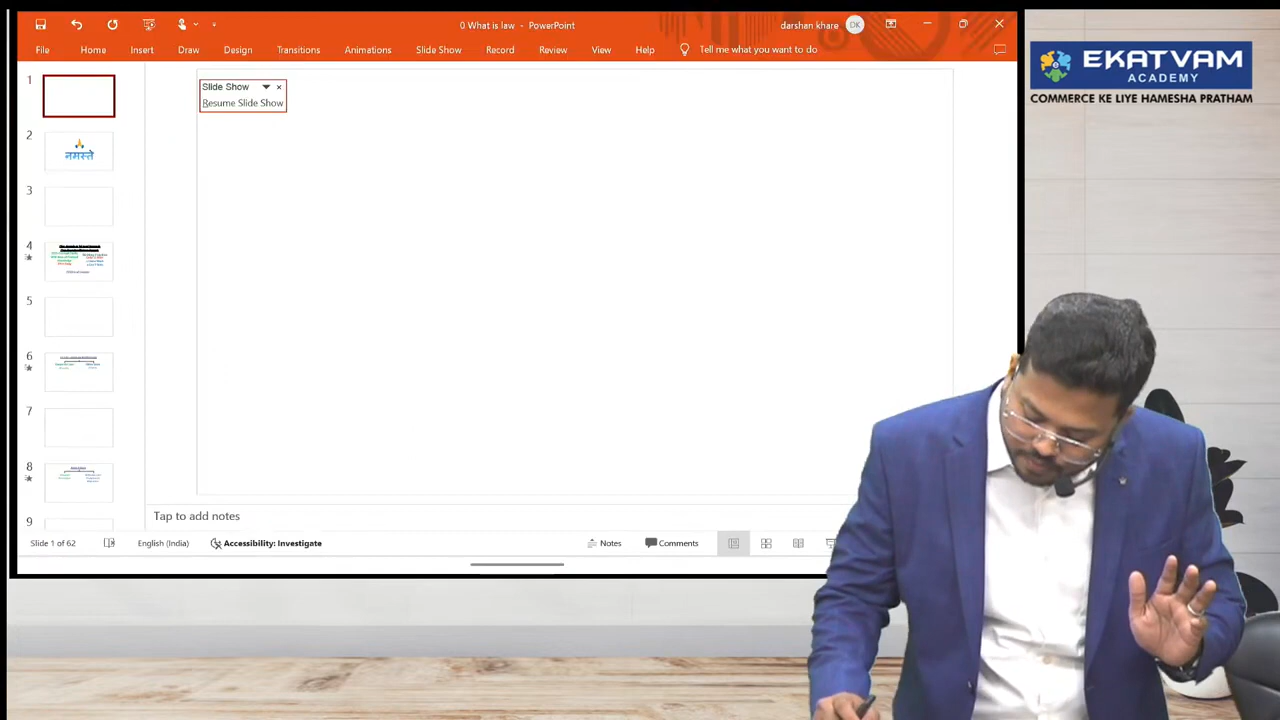 0 What is law - PowerPoint
darshan khare
DK
File Home Insert Draw Design Transitions Animations Slide Show Record Review View Help Tell me what you want to do
EKATVAM
ACADEMY
COMMERCE KE LIYE HAMESHA PRATHAM
Slide Show
Resume Slide Show
1
2
नमस्ते
3
4
5
6
7
8
9
Tap to add notes
Slide 1 of 62 English (India) Accessibility: Investigate Notes Comments